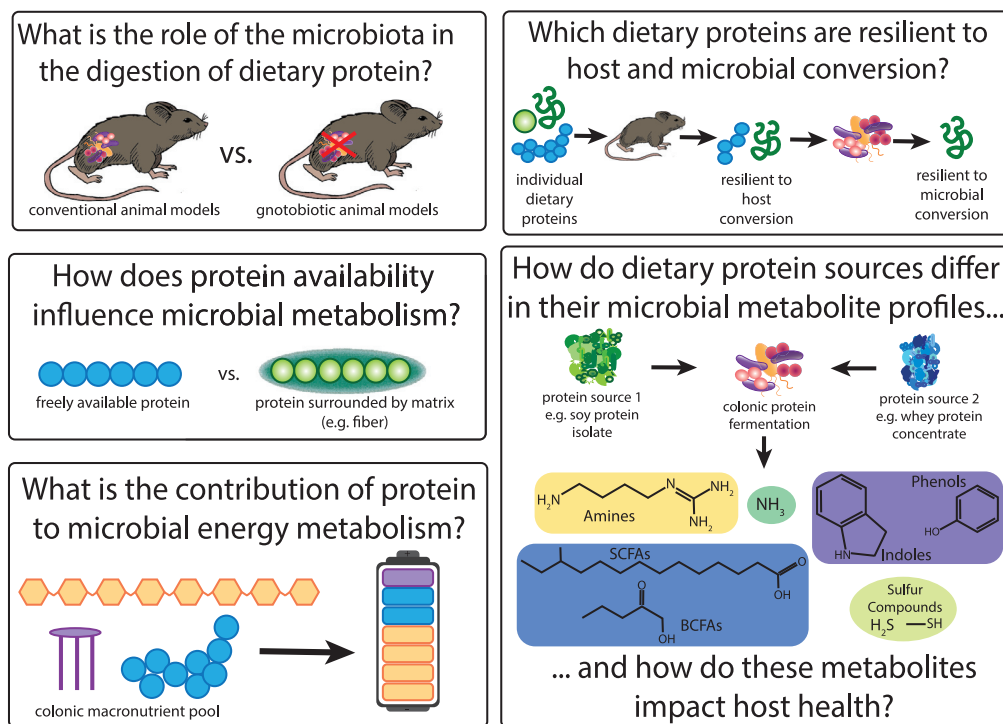 What is the role of the microbiota in
the digestion of dietary protein?
vs.
conventional animal models
gnotobiotic animal models
Which dietary proteins are resilient to
host and microbial conversion?
individual
dietary
proteins
resilient to
host
conversion
resilient to
microbial
conversion
How does protein availability
influence microbial metabolism?
vs.
freely available protein
protein surrounded by matrix
(e.g. fiber)
What is the contribution of protein
to microbial energy metabolism?
colonic macronutrient pool
How do dietary protein sources differ
in their microbial metabolite profiles...
protein source 1
e.g. soy protein
isolate
colonic protein
fermentation
protein source 2
e.g. whey protein
concentrate
H₂N
N
NH₂
NH₂
Amines
NH₃
Phenols
HO
HN
Indoles
SCFAs
O
OH
O
OH
BCFAs
Sulfur
Compounds
H₂S
SH
... and how do these metabolites
impact host health?